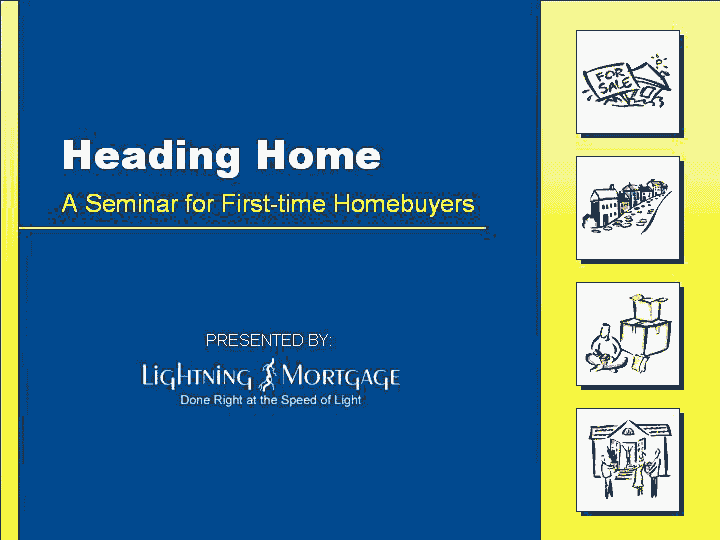 Heading Home
A Seminar for First-time Homebuyers
PRESENTED BY:
LIGHTNING MORTGAGE
Done Right at the Speed of Light
FOR
SALE